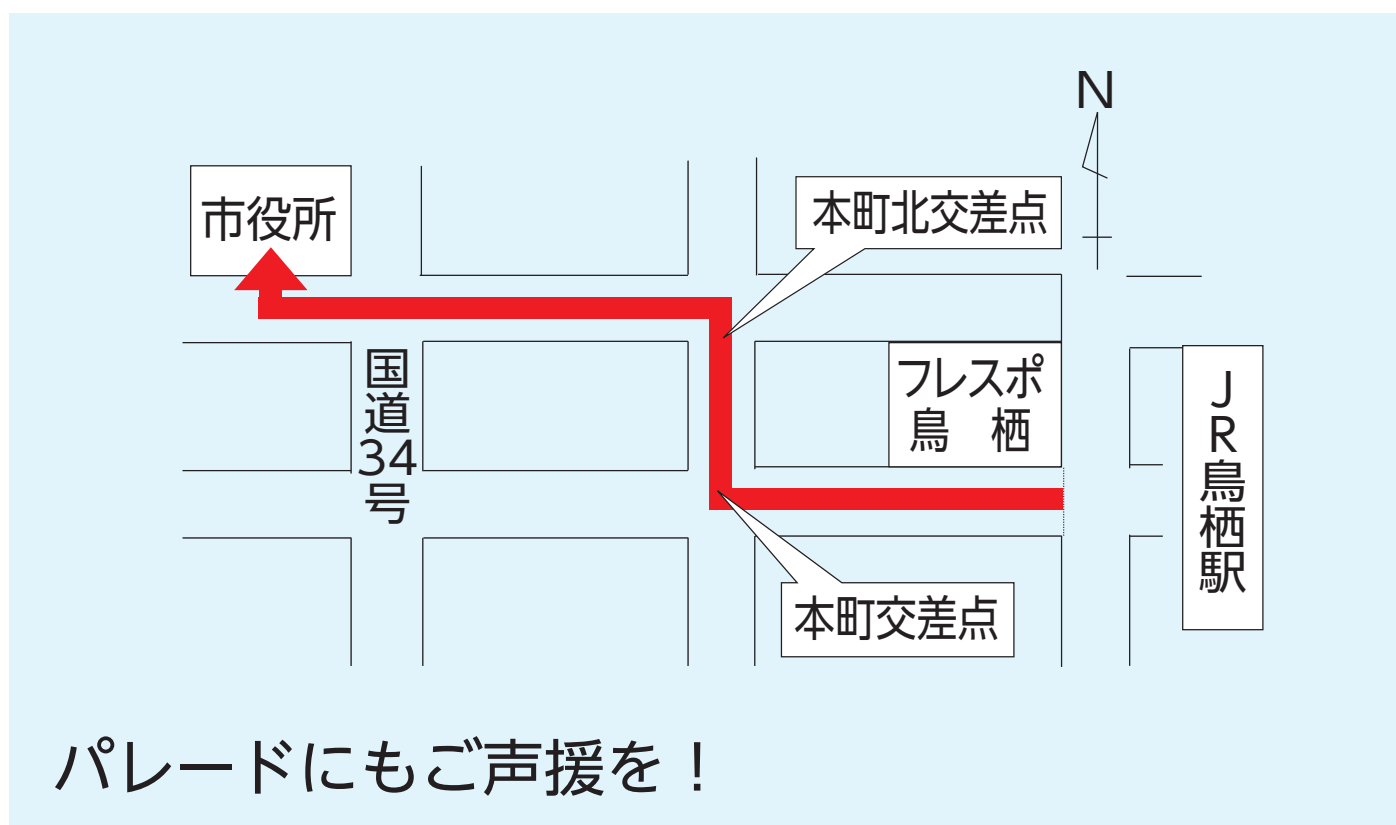 N
市役所
本町北交差点
国道34号
フレスポ
鳥　栖
JR鳥栖駅
本町交差点
パレードにもご声援を！